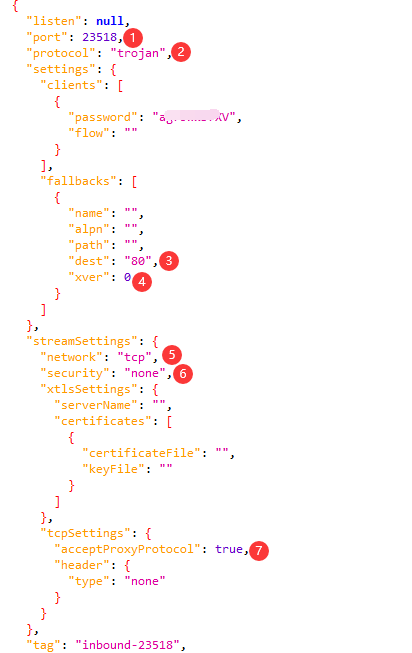 {
"listen": null,
"port": 23518, 1
"protocol": "trojan", 2
"settings": {
"clients": [
{
"password": 
"flow": ""
}
],
"fallbacks": [
{
"name": "",
"alpn": "",
"path": "",
"dest": "80", 3
"xver": 0 4
}
]
},
"streamSettings": {
"network": "tcp", 5
"security": "none", 6
"xtlsSettings": {
"serverName": "",
"certificates": [
{
"certificateFile": "",
"keyFile": ""
}
]
},
"tcpSettings": {
"acceptProxyProtocol": true, 7
"header": {
"type": "none"
}
}
},
"tag": "inbound-23518",